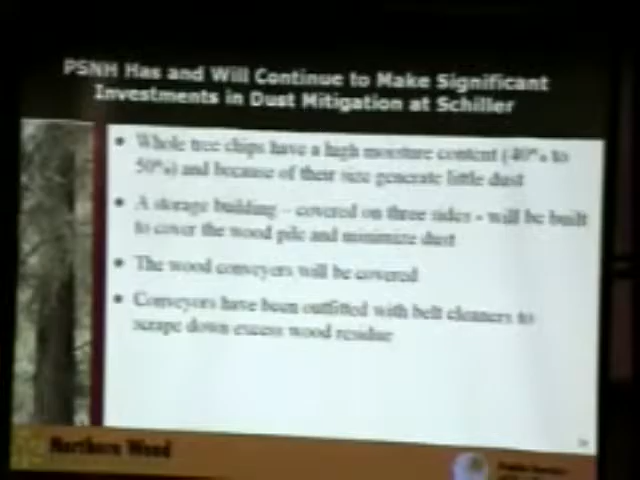 PSNH Has and Will Continue to Make Significant
Investments in Dust Mitigation at Schiller
• Whole tree chips have a high moisture content (40% to
50%) and because of their size generate little dust
• A storage building - covered on three sides - will be built
to cover the wood pile and minimize dust
• The wood conveyers will be covered
• Conveyors have been outfitted with belt cleaners to
scrape down excess wood residue
Northern Wood
Public Service